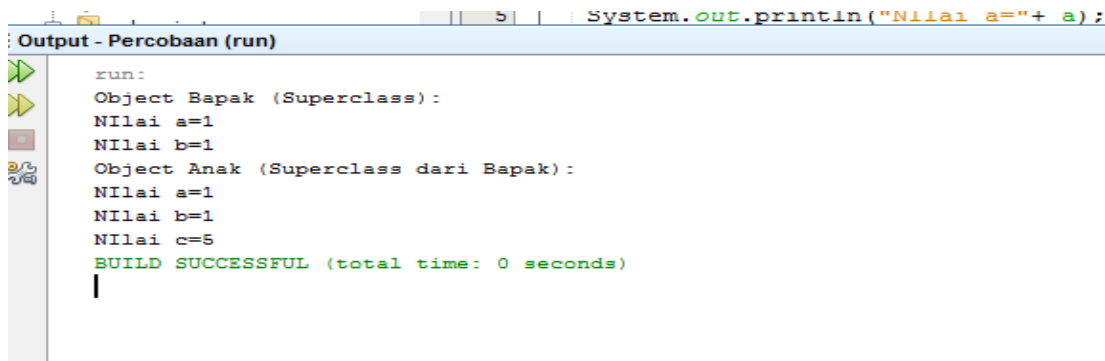 5 System.out.println("NIlai a="+ a);
Output - Percobaan (run)
run:
Object Bapak (Superclass):
NIlai a=1
NIlai b=1
Object Anak (Superclass dari Bapak):
NIlai a=1
NIlai b=1
NIlai c=5
BUILD SUCCESSFUL (total time: 0 seconds)